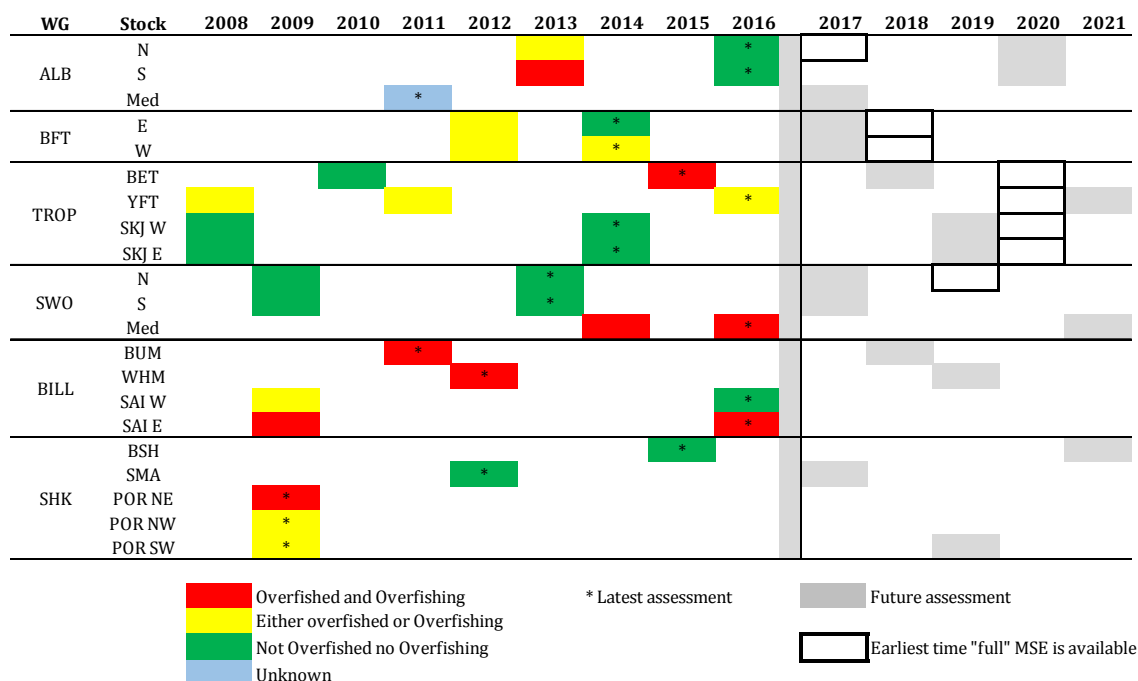 WG Stock 2008 2009 2010 2011 2012 2013 2014 2015 2016 2017 2018 2019 2020 2021
N *
ALB S *
Med *
E *
BFT W *
BET *
TROP YFT *
SKJ W *
SKJ E *
N *
SWO S *
Med *
BUM *
BILL WHM *
SAI W *
SAI E *
BSH *
SMA *
SHK POR NE *
POR NW *
POR SW *
Overfished and Overfishing * Latest assessment Future assessment
Either overfished or Overfishing
Not Overfished no Overfishing Earliest time "full" MSE is available
Unknown